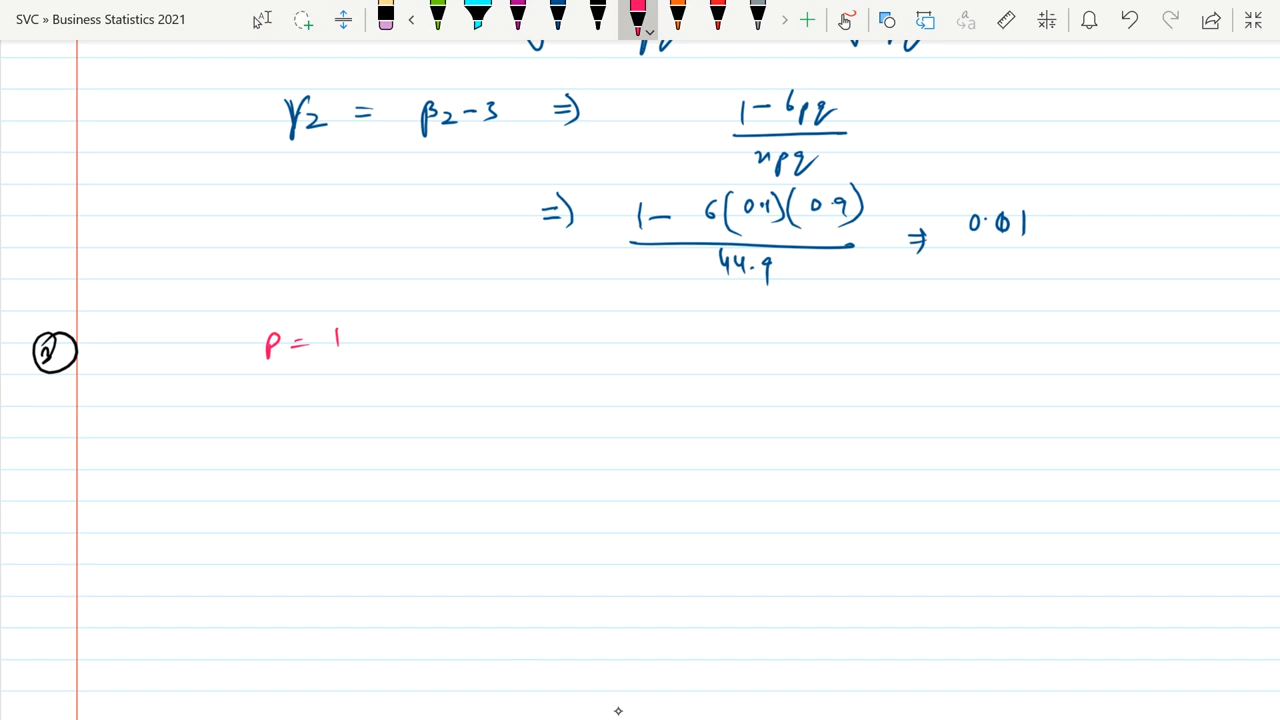 SVC » Business Statistics 2021
γ₂ = β₂ - 3 ⇒ (1 - 6pq) / (npq)
⇒ (1 - 6(0.1)(0.9)) / 44.9 ⇒ 0.01
P = 1